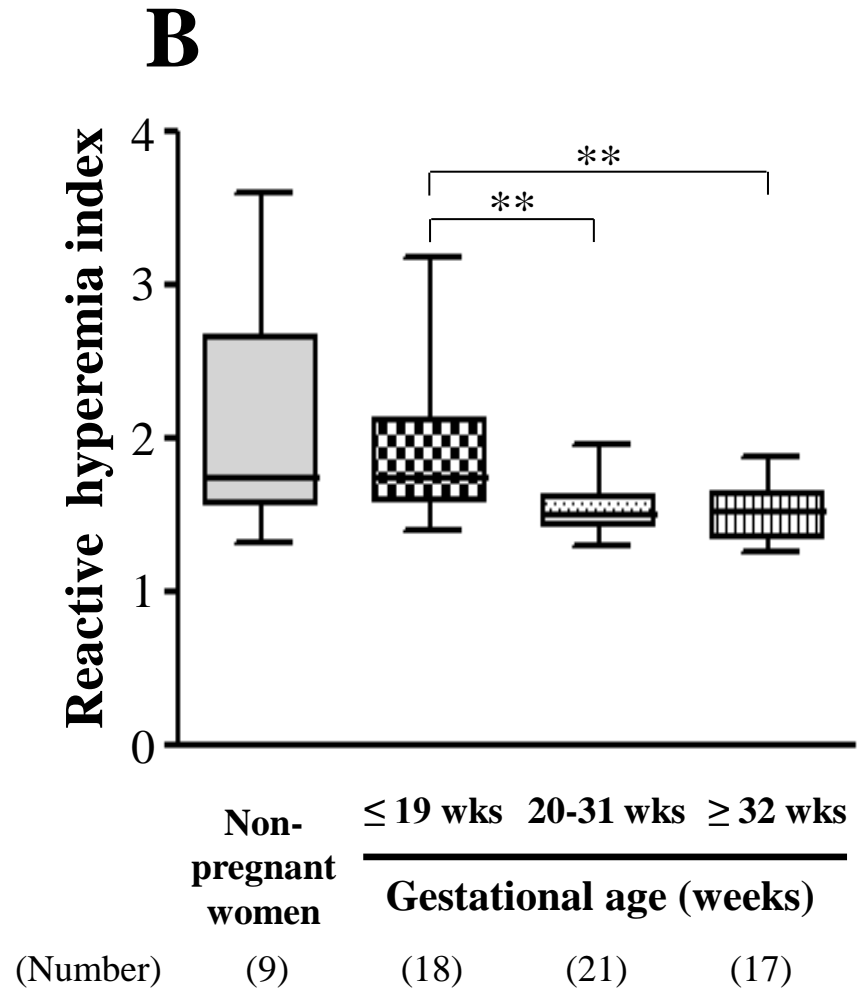 B
Reactive hyperemia index
4
3
2
1
0
**
**
Non-
pregnant
women
≤ 19 wks 20-31 wks ≥ 32 wks
Gestational age (weeks)
(Number) (9) (18) (21) (17)